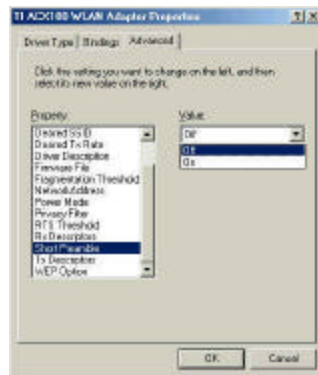 TI ACX100 WLAN Adapter Properties
Driver Type Bindings Advanced
Click the setting you want to change on the left, and then
select its new value on the right.
Property:
Value:
Desired SSID
Desired Tx Rate
Driver Description
Firmware File
Fragmentation Threshold
Network Address
Power Mode
Privacy Filter
RTS Threshold
Rx Descriptors
Short Preamble
Tx Descriptors
WEP Option
Off
Off
On
OK
Cancel